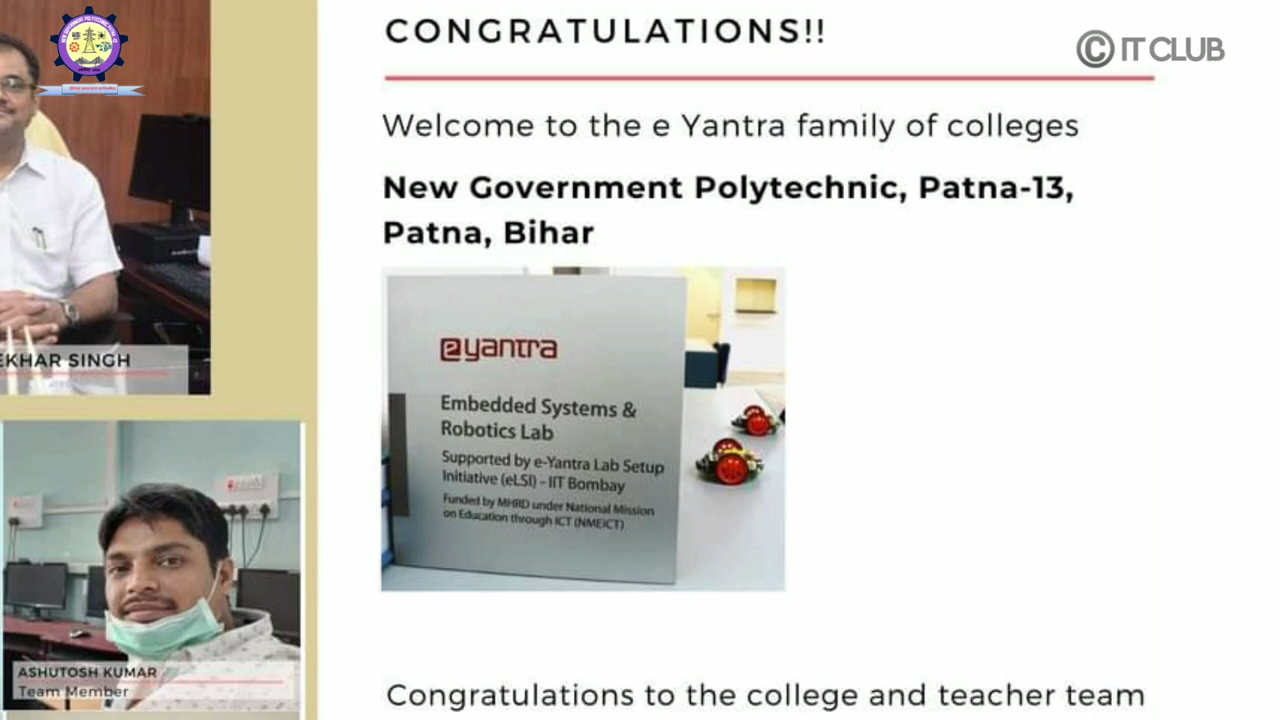 CONGRATULATIONS!!
© IT CLUB
Welcome to the e Yantra family of colleges
New Government Polytechnic, Patna-13,
Patna, Bihar
eyantra
Embedded Systems &
Robotics Lab
Supported by e-Yantra Lab Setup
Initiative (eLSI) - IIT Bombay
Funded by MHRD under National Mission
on Education through ICT (NMEICT)
EKHAR SINGH
ASHUTOSH KUMAR
Team Member
Congratulations to the college and teacher team